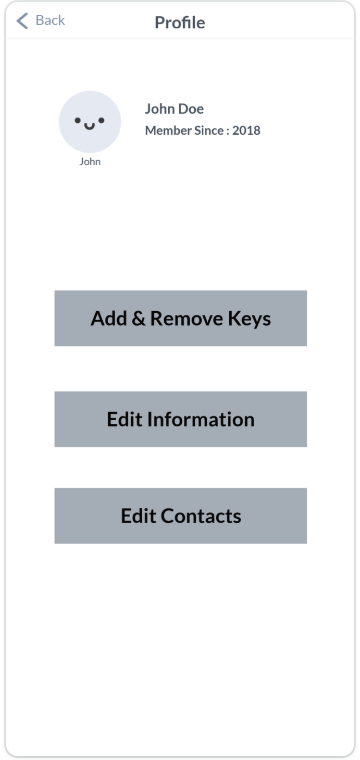 Back
Profile
John Doe
Member Since : 2018
John
Add & Remove Keys
Edit Information
Edit Contacts